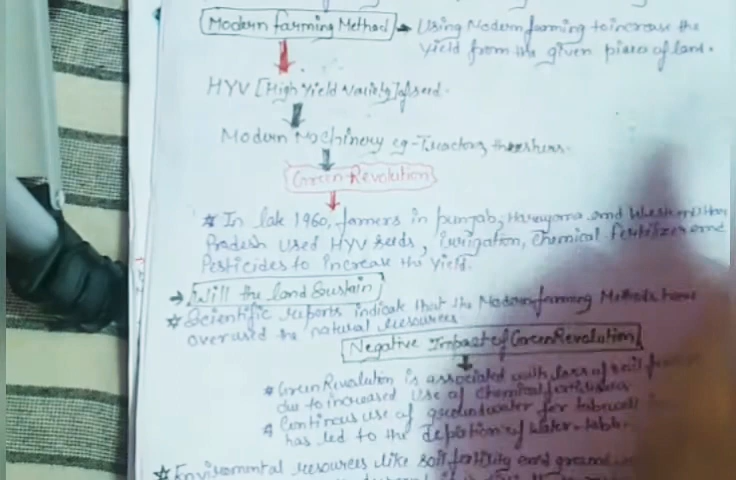 Modern farming Method → Using Modern farming to increase the
yield from the given piece of land.
HYV [High Yield Variety] of seed.
Modern Machinery eg - Tractors, threshers.
Green Revolution
* In late 1960, famers in punjab, Haryana and Western Uttar
Pradesh used HYV seeds, irrigation, Chemical fertilizer and
Pesticides to increase the yield.
→ Will the land Sustain
* Scientific reports indicate that the Modern farming Methods have
overused the natural resources
Negative Impact of Green Revolution
* Green Revolution is associated with loss of soil
due to increased use of chemical fertilizers
* Continous use of groundwater for tubewell
has led to the depletion of water-table.
* Enviromental resources like soil fertility and ground